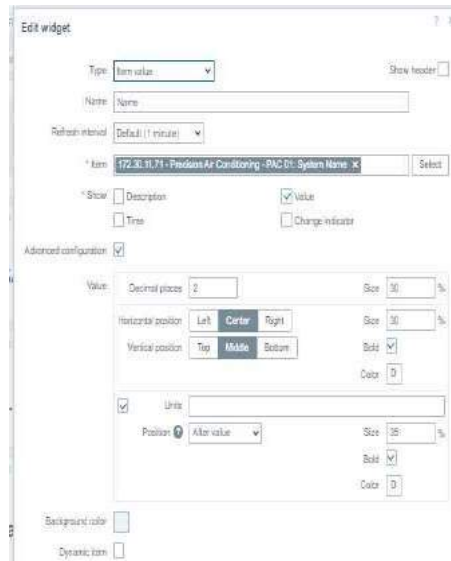 Edit widget
?
Type Item value Show header
Name Name
Refresh interval Default (1 minute)
* Item 172.30.11.71 - Precision Air Conditioning - PAC 01: System Name × Select
* Show Description Value
Time Change indicator
Advanced configuration
Value Decimal places 2 Size 30 %
Horizontal position Left Center Right Size 30 %
Vertical position Top Middle Bottom Bold
Color D
Units
Position ? After value Size 35 %
Bold
Color D
Background color
Dynamic item